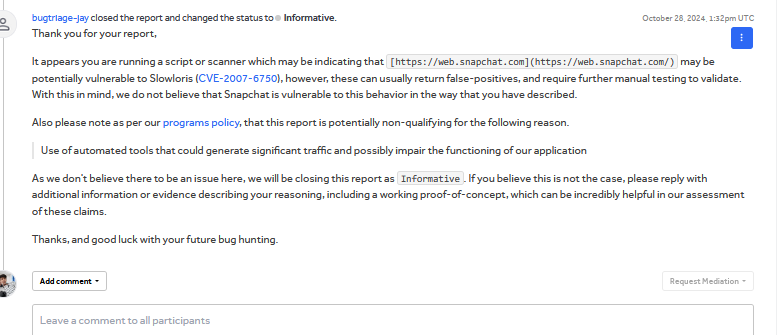 bugtriage-jay closed the report and changed the status to Informative.
October 28, 2024, 1:32pm UTC
Thank you for your report,
It appears you are running a script or scanner which may be indicating that [https://web.snapchat.com](https://web.snapchat.com/) may be
potentially vulnerable to Slowloris (CVE-2007-6750), however, these can usually return false-positives, and require further manual testing to validate.
With this in mind, we do not believe that Snapchat is vulnerable to this behavior in the way that you have described.
Also please note as per our programs policy, that this report is potentially non-qualifying for the following reason.
Use of automated tools that could generate significant traffic and possibly impair the functioning of our application
As we don't believe there to be an issue here, we will be closing this report as Informative. If you believe this is not the case, please reply with
additional information or evidence describing your reasoning, including a working proof-of-concept, which can be incredibly helpful in our assessment
of these claims.
Thanks, and good luck with your future bug hunting.
Add comment
Request Mediation
Leave a comment to all participants